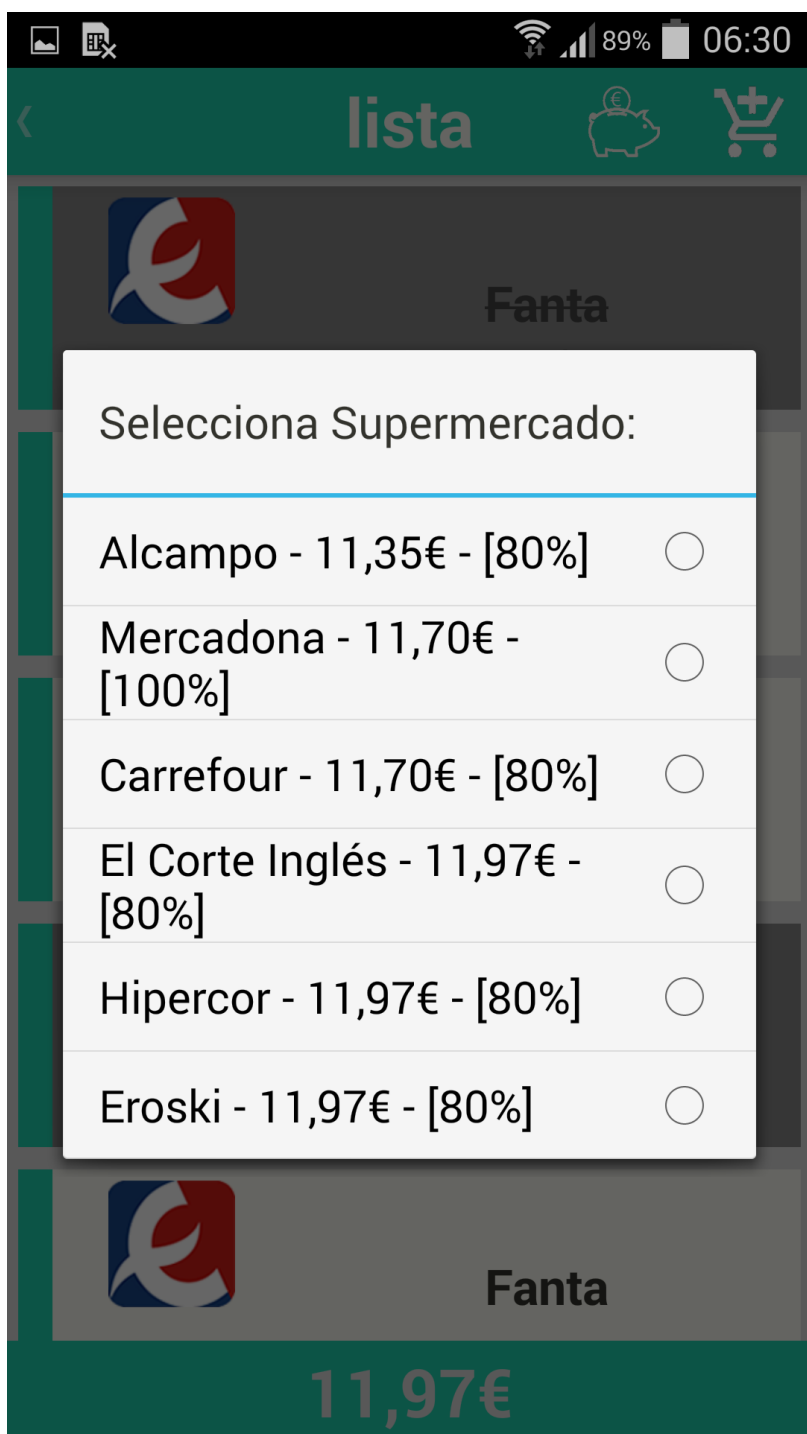 89% 06:30
lista
Fanta
Selecciona Supermercado:
Alcampo - 11,35€ - [80%]
Mercadona - 11,70€ -
[100%]
Carrefour - 11,70€ - [80%]
El Corte Inglés - 11,97€ -
[80%]
Hipercor - 11,97€ - [80%]
Eroski - 11,97€ - [80%]
Fanta
11,97€